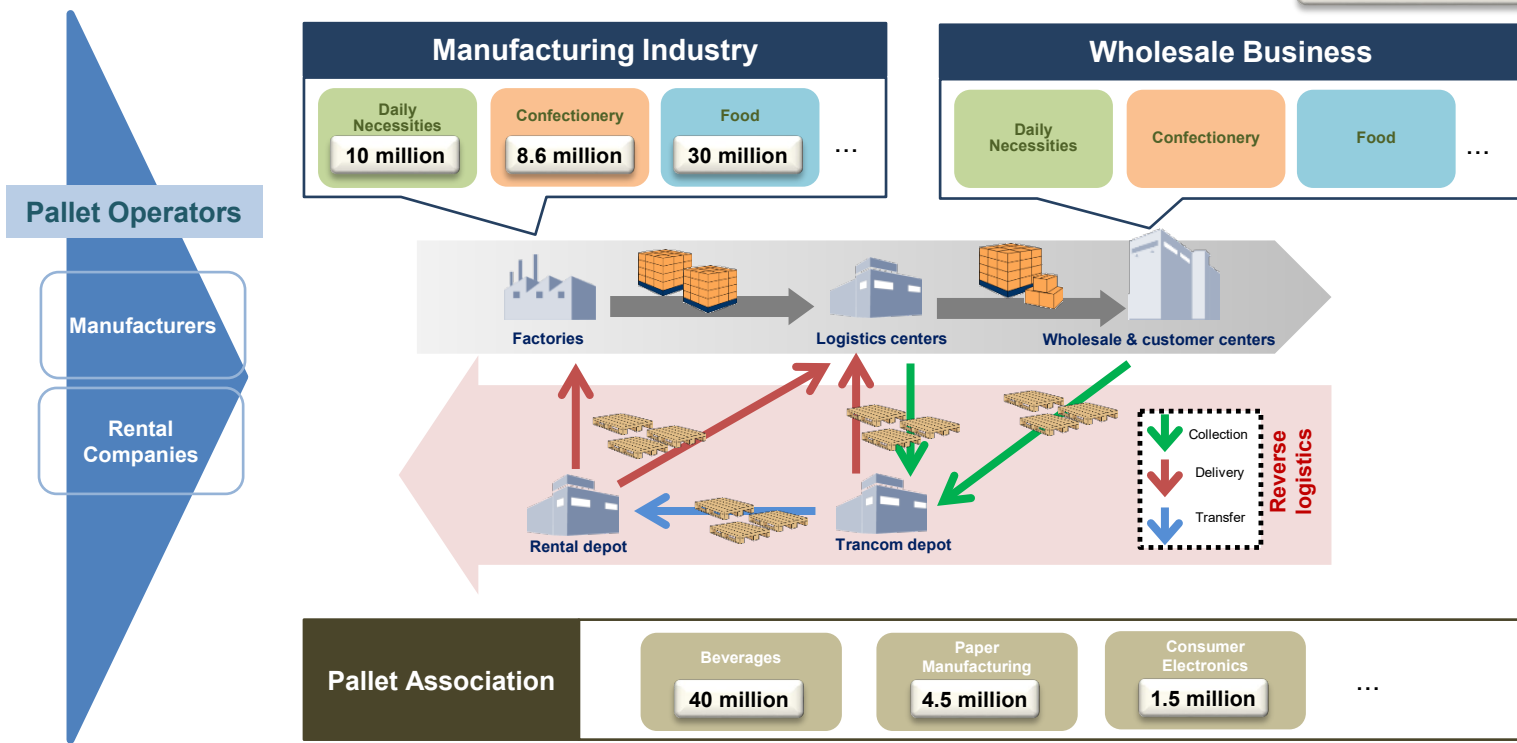 Manufacturing Industry
Daily
Necessities
10 million
Confectionery
8.6 million
Food
30 million
...
Wholesale Business
Daily
Necessities
Confectionery
Food
...
Pallet Operators
Manufacturers
Rental
Companies
Factories
Logistics centers
Wholesale & customer centers
Rental depot
Trancom depot
Collection
Delivery
Transfer
Reverse
logistics
Pallet Association
Beverages
40 million
Paper
Manufacturing
4.5 million
Consumer
Electronics
1.5 million
...